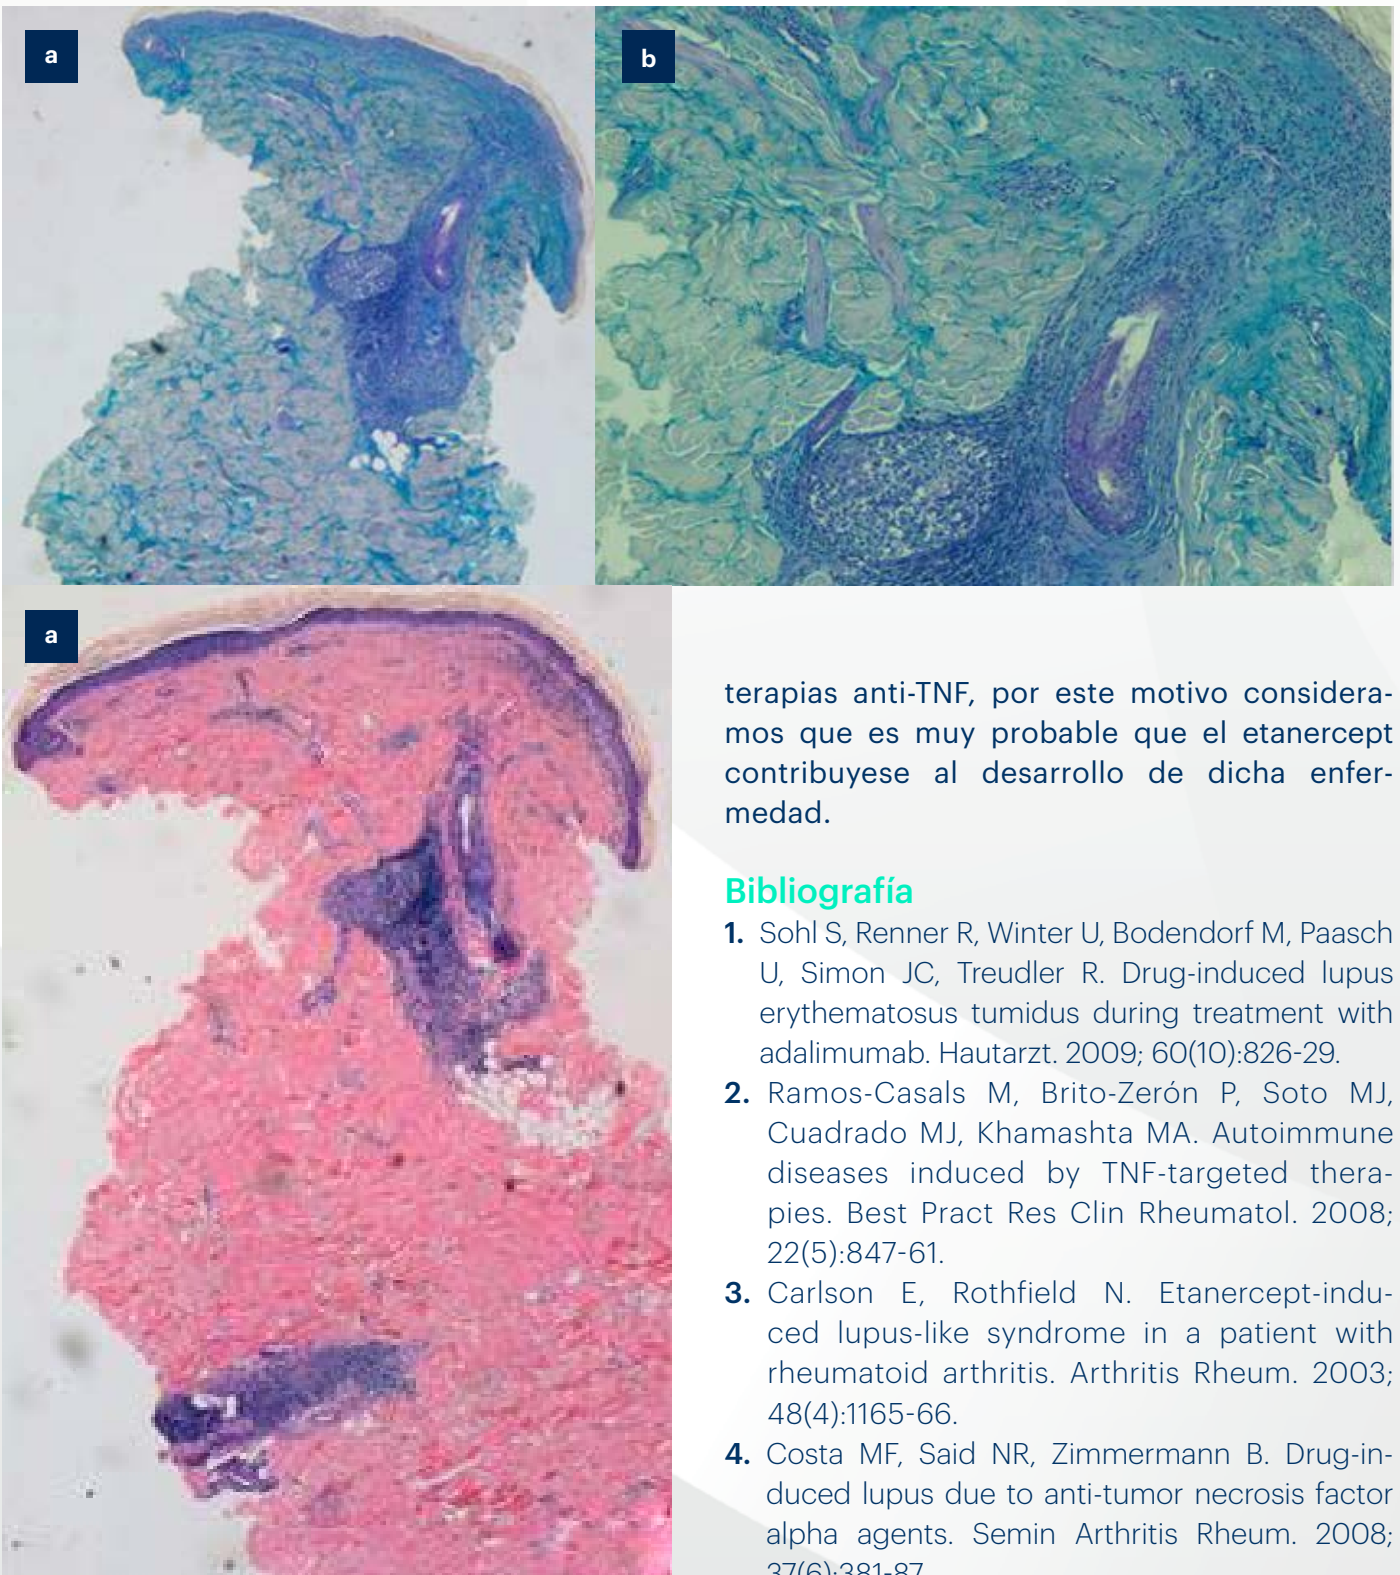 a
b
a
terapias anti-TNF, por este motivo considera-
mos que es muy probable que el etanercept
contribuyese al desarrollo de dicha enfer-
medad.
Bibliografía
1. Sohl S, Renner R, Winter U, Bodendorf M, Paasch
U, Simon JC, Treudler R. Drug-induced lupus
erythematosus tumidus during treatment with
adalimumab. Hautarzt. 2009; 60(10):826-29.
2. Ramos-Casals M, Brito-Zerón P, Soto MJ,
Cuadrado MJ, Khamashta MA. Autoimmune
diseases induced by TNF-targeted thera-
pies. Best Pract Res Clin Rheumatol. 2008;
22(5):847-61.
3. Carlson E, Rothfield N. Etanercept-indu-
ced lupus-like syndrome in a patient with
rheumatoid arthritis. Arthritis Rheum. 2003;
48(4):1165-66.
4. Costa MF, Said NR, Zimmermann B. Drug-in-
duced lupus due to anti-tumor necrosis factor
alpha agents. Semin Arthritis Rheum. 2008;
37(6):381-87.